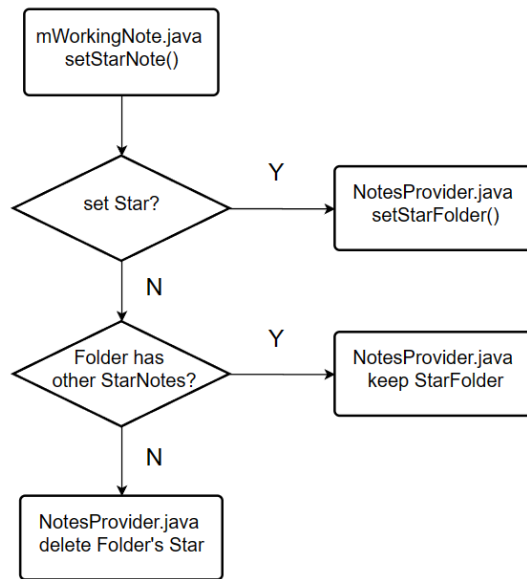 mWorkingNote.java
setStarNote()
set Star?
Y
NotesProvider.java
setStarFolder()
N
Folder has
other StarNotes?
Y
NotesProvider.java
keep StarFolder
N
NotesProvider.java
delete Folder's Star